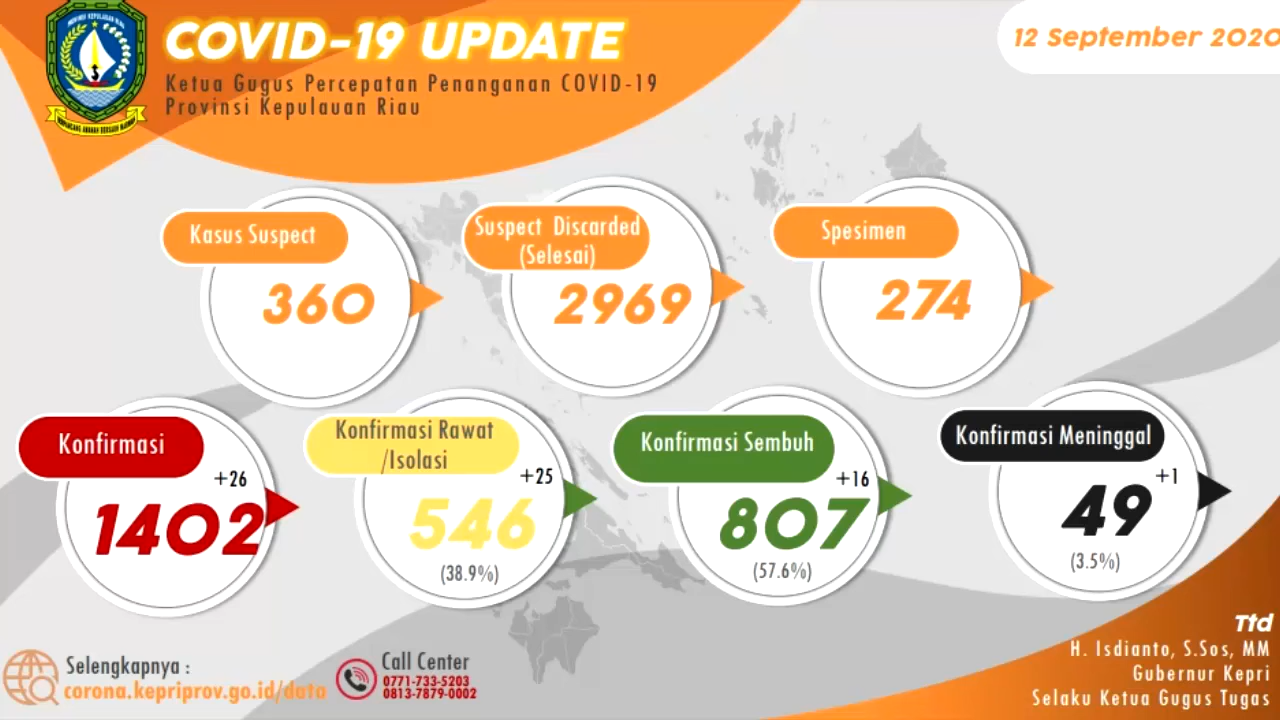 COVID-19 UPDATE
Ketua Gugus Percepatan Penanganan COVID-19
Provinsi Kepulauan Riau
12 September 2020
Kasus Suspect
360
Suspect Discarded
(Selesai)
2969
Spesimen
274
Konfirmasi
+26
1402
Konfirmasi Rawat
/Isolasi
+25
546
(38.9%)
Konfirmasi Sembuh
+16
807
(57.6%)
Konfirmasi Meninggal
+1
49
(3.5%)
Selengkapnya :
corona.kepriprov.go.id/data
Call Center
0771-733-5203
0813-7879-0002
Ttd
H. Isdianto, S.Sos, MM
Gubernur Kepri
Selaku Ketua Gugus Tugas